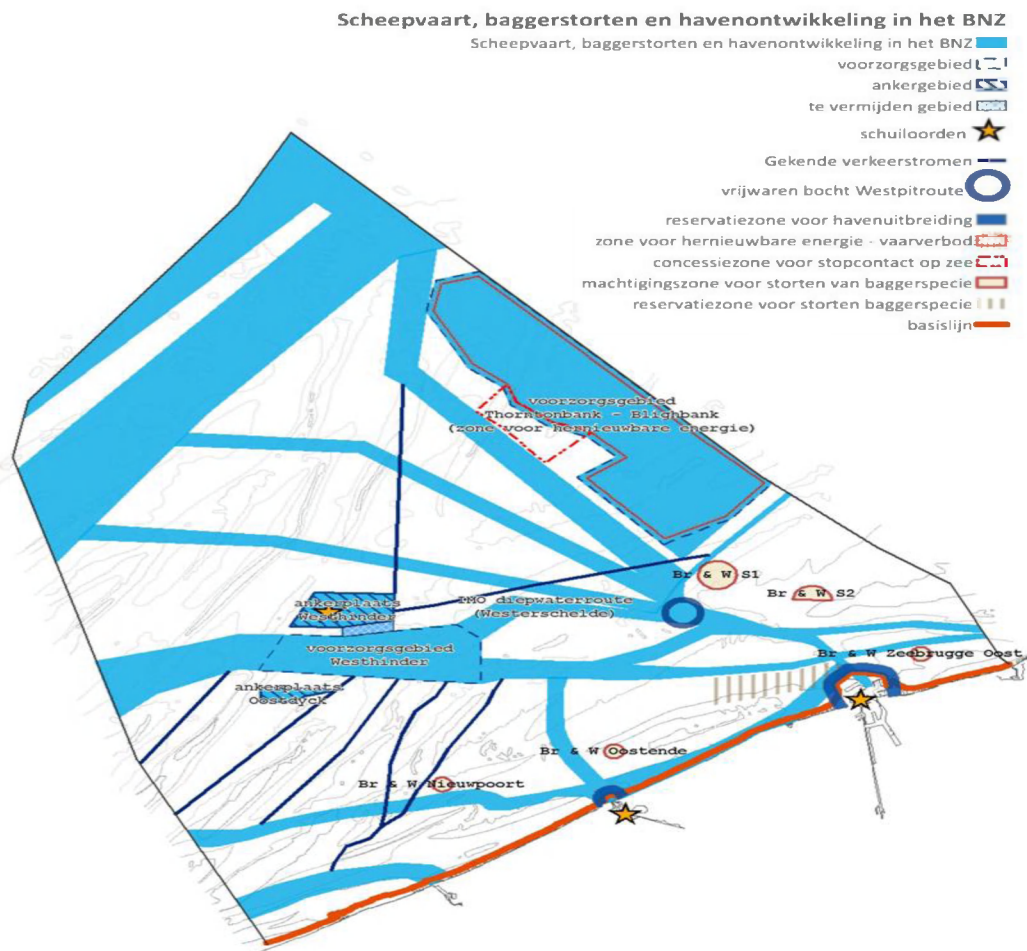 Scheepvaart, baggerstorten en havenontwikkeling in het BNZ
Scheepvaart, baggerstorten en havenontwikkeling in het BNZ
voorzorgsgebied
ankergebied
te vermijden gebied
schuiloorden
Gekende verkeerstromen
vrijwaren bocht Westpitroute
reservatiezone voor havenuitbreiding
zone voor hernieuwbare energie - vaarverbod
concessiezone voor stopcontact op zee
machtigingszone voor storten van baggerspecie
reservatiezone voor storten baggerspecie
basislijn
voorzorgsgebied
Thorntonbank - Blighbank
(zone voor hernieuwbare energie)
Br & W S1
Br & W S2
ankerplaats
Westhinder
IMO diepwaterroute
(Westerschelde)
voorzorgsgebied
Westhinder
Br & W Zeebrugge Oost
ankerplaats
Oostdyck
Br & W Oostende
Br & W Nieuwpoort